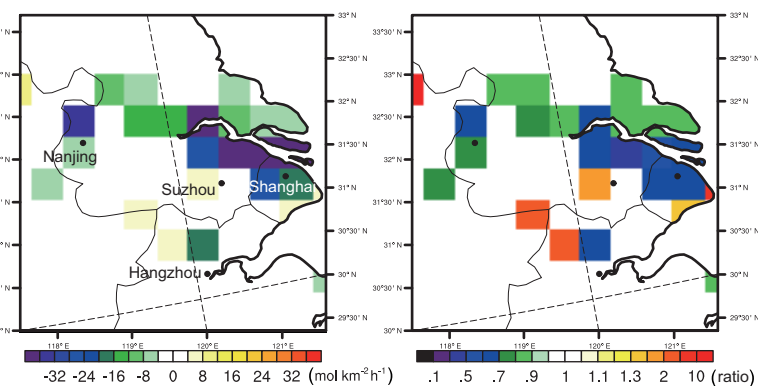 33° N
33° N
33°30' N
32°30' N
33° N
32°30' N
32° N
32° N
32°30' N
31°30' N
32° N
31°30' N
Nanjing
Suzhou
Shanghai
31° N
31° N
31°30' N
30°30' N
31° N
30°30' N
Hangzhou
30° N
30°30' N
30° N
29°30' N
30° N
29°30' N
118° E
119° E
120° E
121° E
118° E
119° E
120° E
121° E
-32 -24 -16 -8 0 8 16 24 32 (mol km⁻² h⁻¹)
.1 .5 .7 .9 1 1.1 1.3 2 10 (ratio)